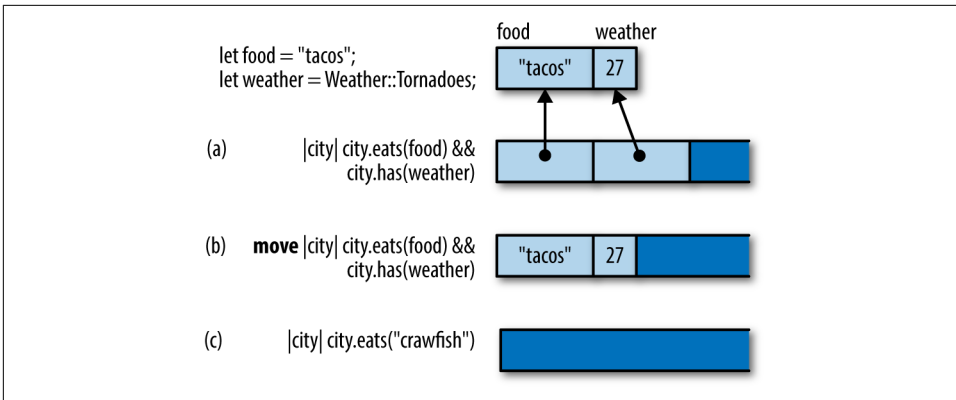 food weather
let food = "tacos";
let weather = Weather::Tornadoes;
"tacos" 27
(a) |city| city.eats(food) &&
city.has(weather)
(b) move |city| city.eats(food) &&
city.has(weather)
"tacos" 27
(c) |city| city.eats("crawfish")